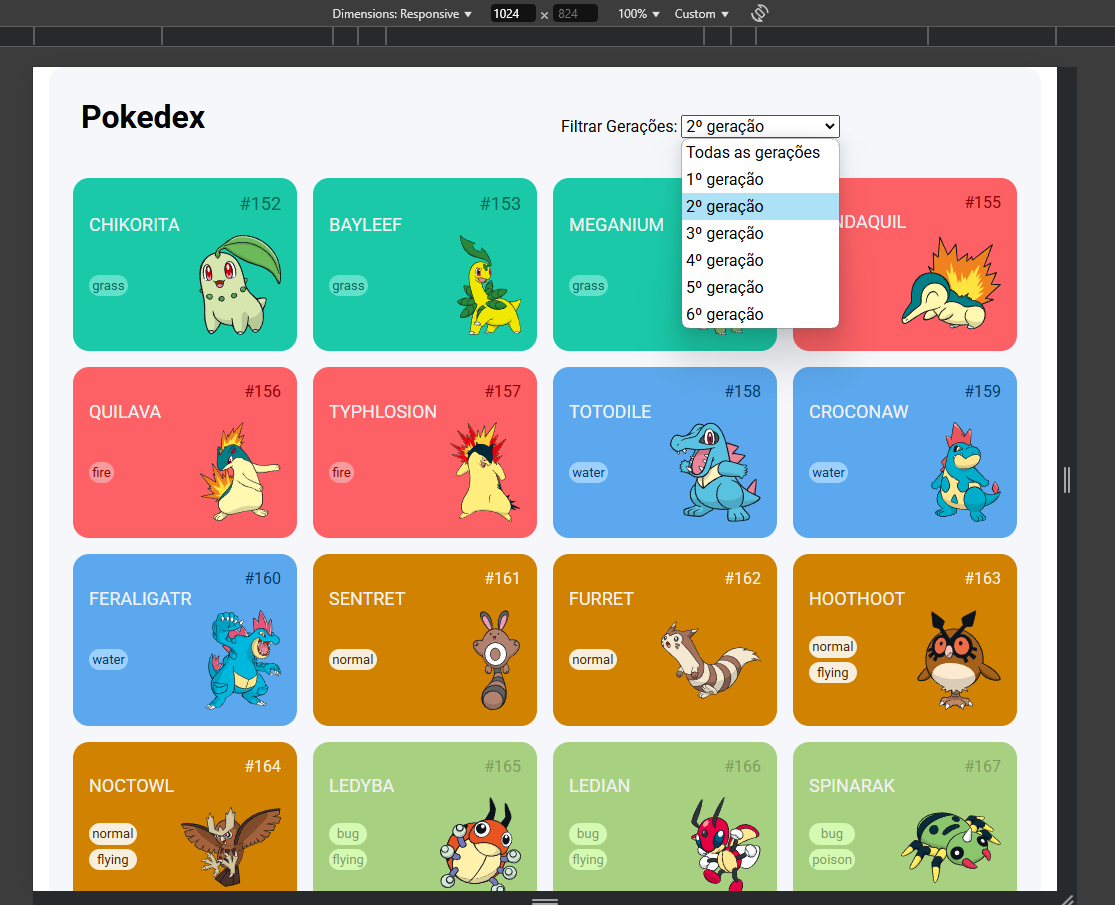 Dimensions: Responsive 1024 × 824 100% Custom
Pokedex
Filtrar Gerações: 2º geração
Todas as gerações
1º geração
2º geração
3º geração
4º geração
5º geração
6º geração
#152
CHIKORITA
grass
#153
BAYLEEF
grass
MEGANIUM
grass
#155
NDAQUIL
#156
QUILAVA
fire
#157
TYPHLOSION
fire
#158
TOTODILE
water
#159
CROCONAW
water
#160
FERALIGATR
water
#161
SENTRET
normal
#162
FURRET
normal
#163
HOOTHOOT
normal
flying
#164
NOCTOWL
normal
flying
#165
LEDYBA
bug
flying
#166
LEDIAN
bug
flying
#167
SPINARAK
bug
poison